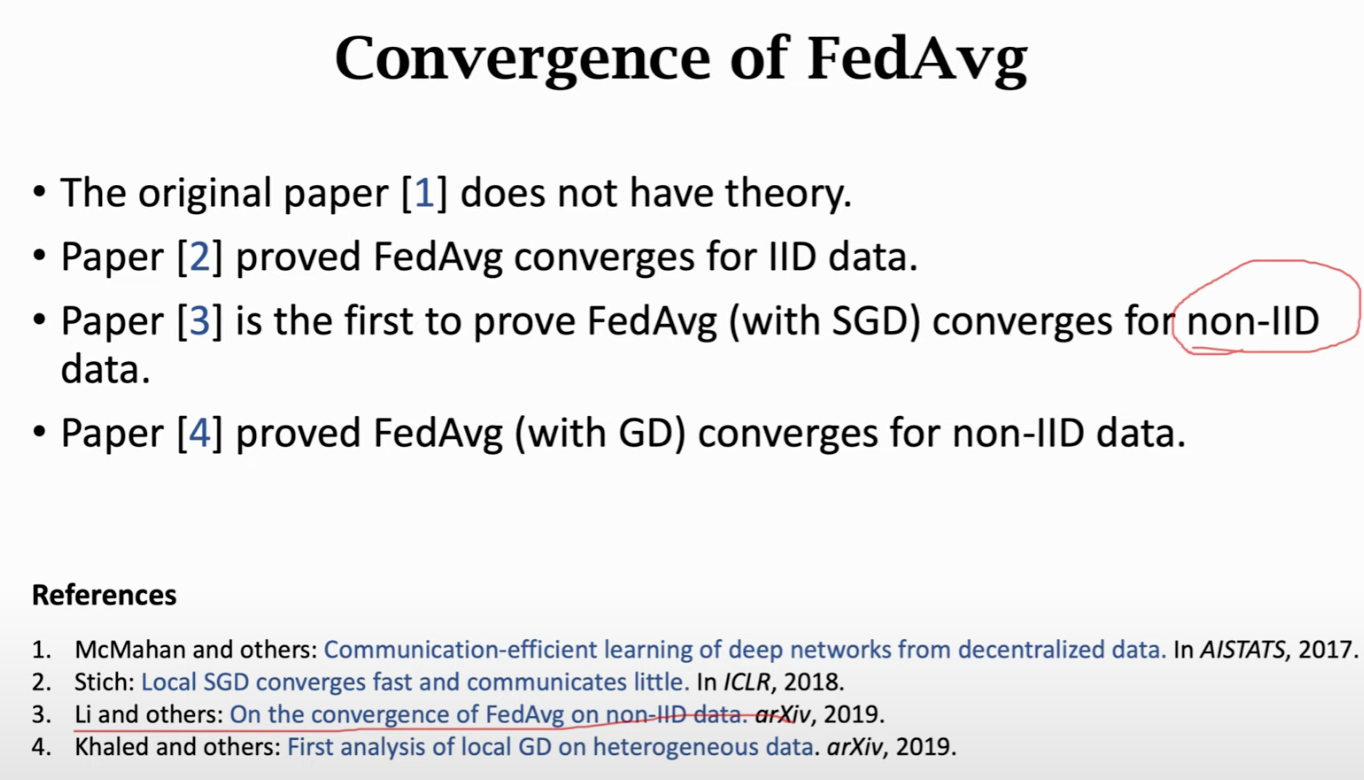 Convergence of FedAvg
• The original paper [1] does not have theory.
• Paper [2] proved FedAvg converges for IID data.
• Paper [3] is the first to prove FedAvg (with SGD) converges for non-IID
data.
• Paper [4] proved FedAvg (with GD) converges for non-IID data.
References
1. McMahan and others: Communication-efficient learning of deep networks from decentralized data. In AISTATS, 2017.
2. Stich: Local SGD converges fast and communicates little. In ICLR, 2018.
3. Li and others: On the convergence of FedAvg on non-IID data. arXiv, 2019.
4. Khaled and others: First analysis of local GD on heterogeneous data. arXiv, 2019.